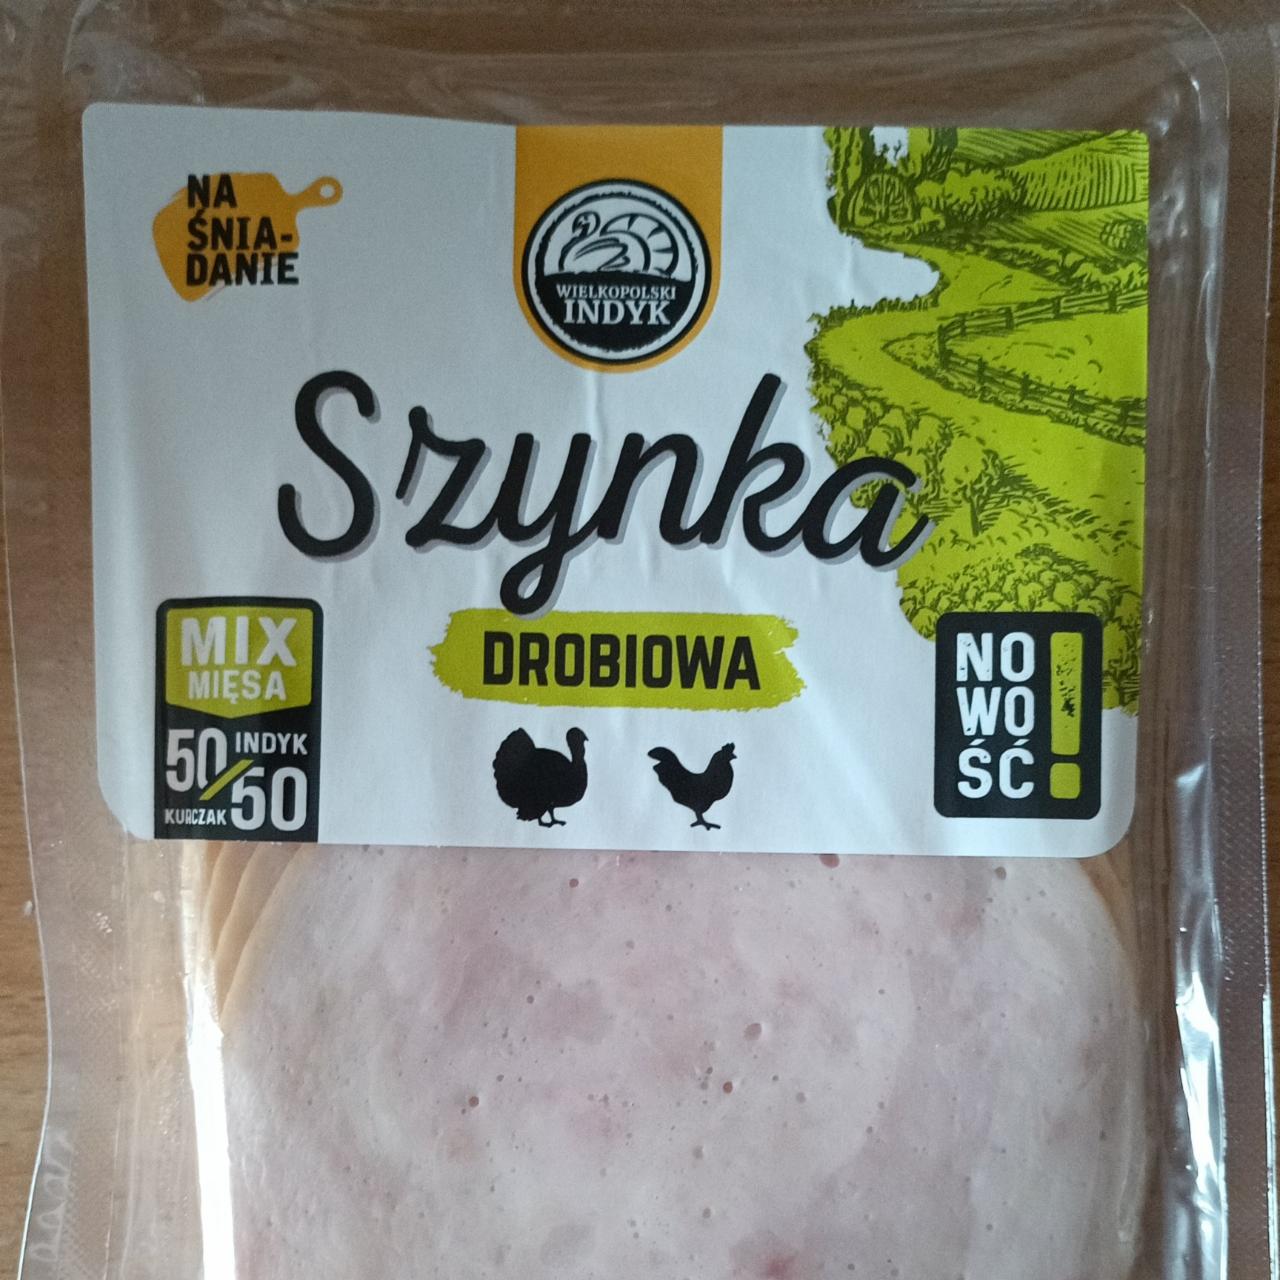 NA
ŚNIA-
DANIE
WIELKOPOLSKI
INDYK
Szynka
DROBIOWA
MIX
MIĘSA
50 INDYK
KURCZAK 50
NO
WO
ŚĆ!